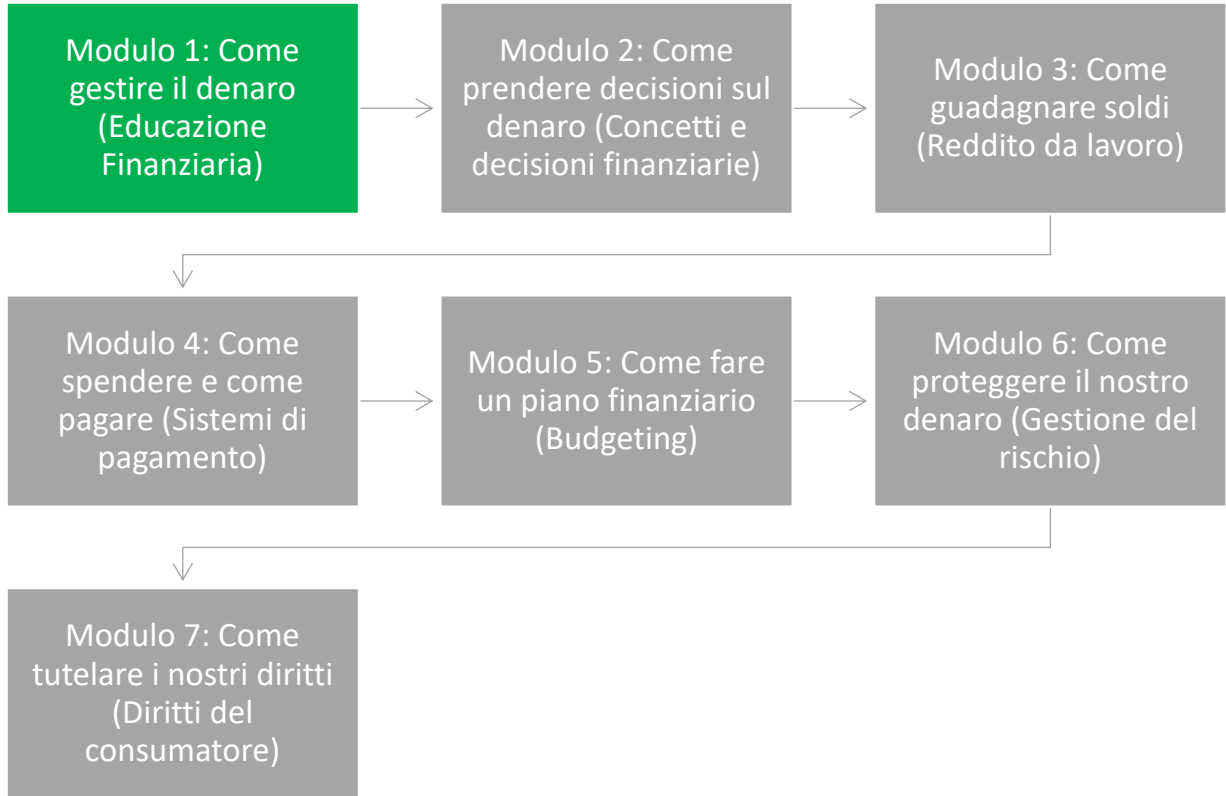 Modulo 1: Come
gestire il denaro
(Educazione
Finanziaria)
Modulo 2: Come
prendere decisioni sul
denaro (Concetti e
decisioni finanziarie)
Modulo 3: Come
guadagnare soldi
(Reddito da lavoro)
Modulo 4: Come
spendere e come
pagare (Sistemi di
pagamento)
Modulo 5: Come fare
un piano finanziario
(Budgeting)
Modulo 6: Come
proteggere il nostro
denaro (Gestione del
rischio)
Modulo 7: Come
tutelare i nostri diritti
(Diritti del
consumatore)